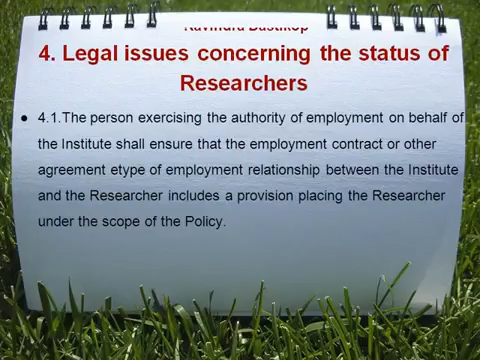 4. Legal issues concerning the status of
Researchers
• 4.1.The person exercising the authority of employment on behalf of
the Institute shall ensure that the employment contract or other
agreement etype of employment relationship between the Institute
and the Researcher includes a provision placing the Researcher
under the scope of the Policy.